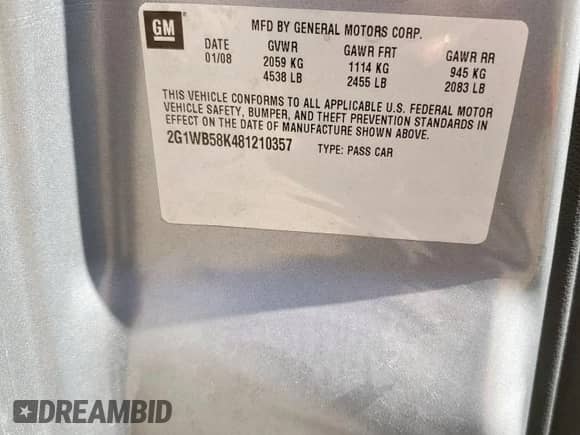 GM ®
MFD BY GENERAL MOTORS CORP.
DATE GVWR GAWR FRT GAWR RR
01/08 2059 KG 1114 KG 945 KG
4538 LB 2455 LB 2083 LB
THIS VEHICLE CONFORMS TO ALL APPLICABLE U.S. FEDERAL MOTOR
VEHICLE SAFETY, BUMPER, AND THEFT PREVENTION STANDARDS IN
EFFECT ON THE DATE OF MANUFACTURE SHOWN ABOVE.
2G1WB58K481210357 TYPE: PASS CAR
DREAMBID